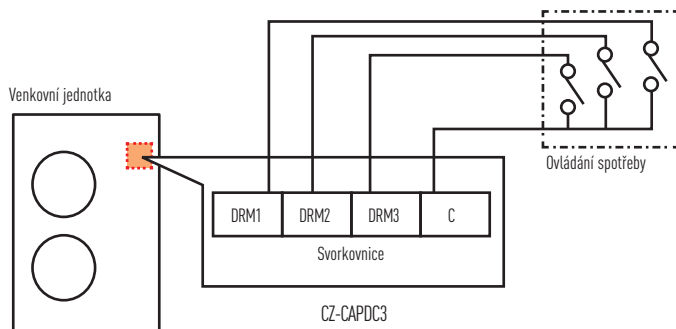 Venkovní jednotka
Ovládání spotřeby
DRM1
DRM2
DRM3
C
Svorkovnice
CZ-CAPDC3